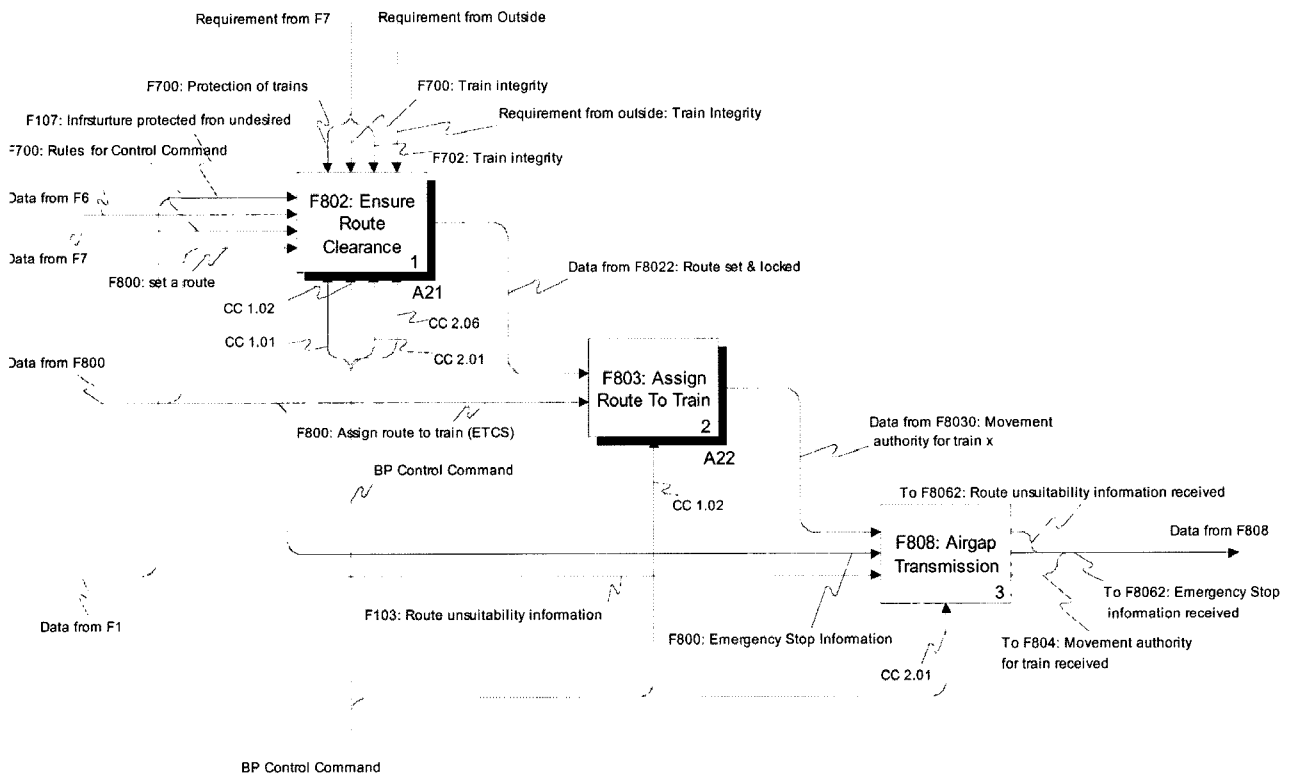 Requirement from F7
Requirement from Outside
F700: Protection of trains
F700: Train integrity
F107: Infrsturture protected fron undesired
Requirement from outside: Train Integrity
F700: Rules for Control Command
F702: Train integrity
Data from F6
F802: Ensure
Route
Clearance
1
Data from F7
F800: set a route
A21
Data from F8022: Route set & locked
CC 1.02
CC 2.06
CC 1.01
CC 2.01
Data from F800
F803: Assign
Route To Train
2
F800: Assign route to train (ETCS)
A22
Data from F8030: Movement
authority for train x
BP Control Command
CC 1.02
To F8062: Route unsuitability information received
Data from F808
F808: Airgap
Transmission
3
To F8062: Emergency Stop
information received
F103: Route unsuitability information
Data from F1
F800: Emergency Stop Information
To F804: Movement authority
for train received
CC 2.01
BP Control Command